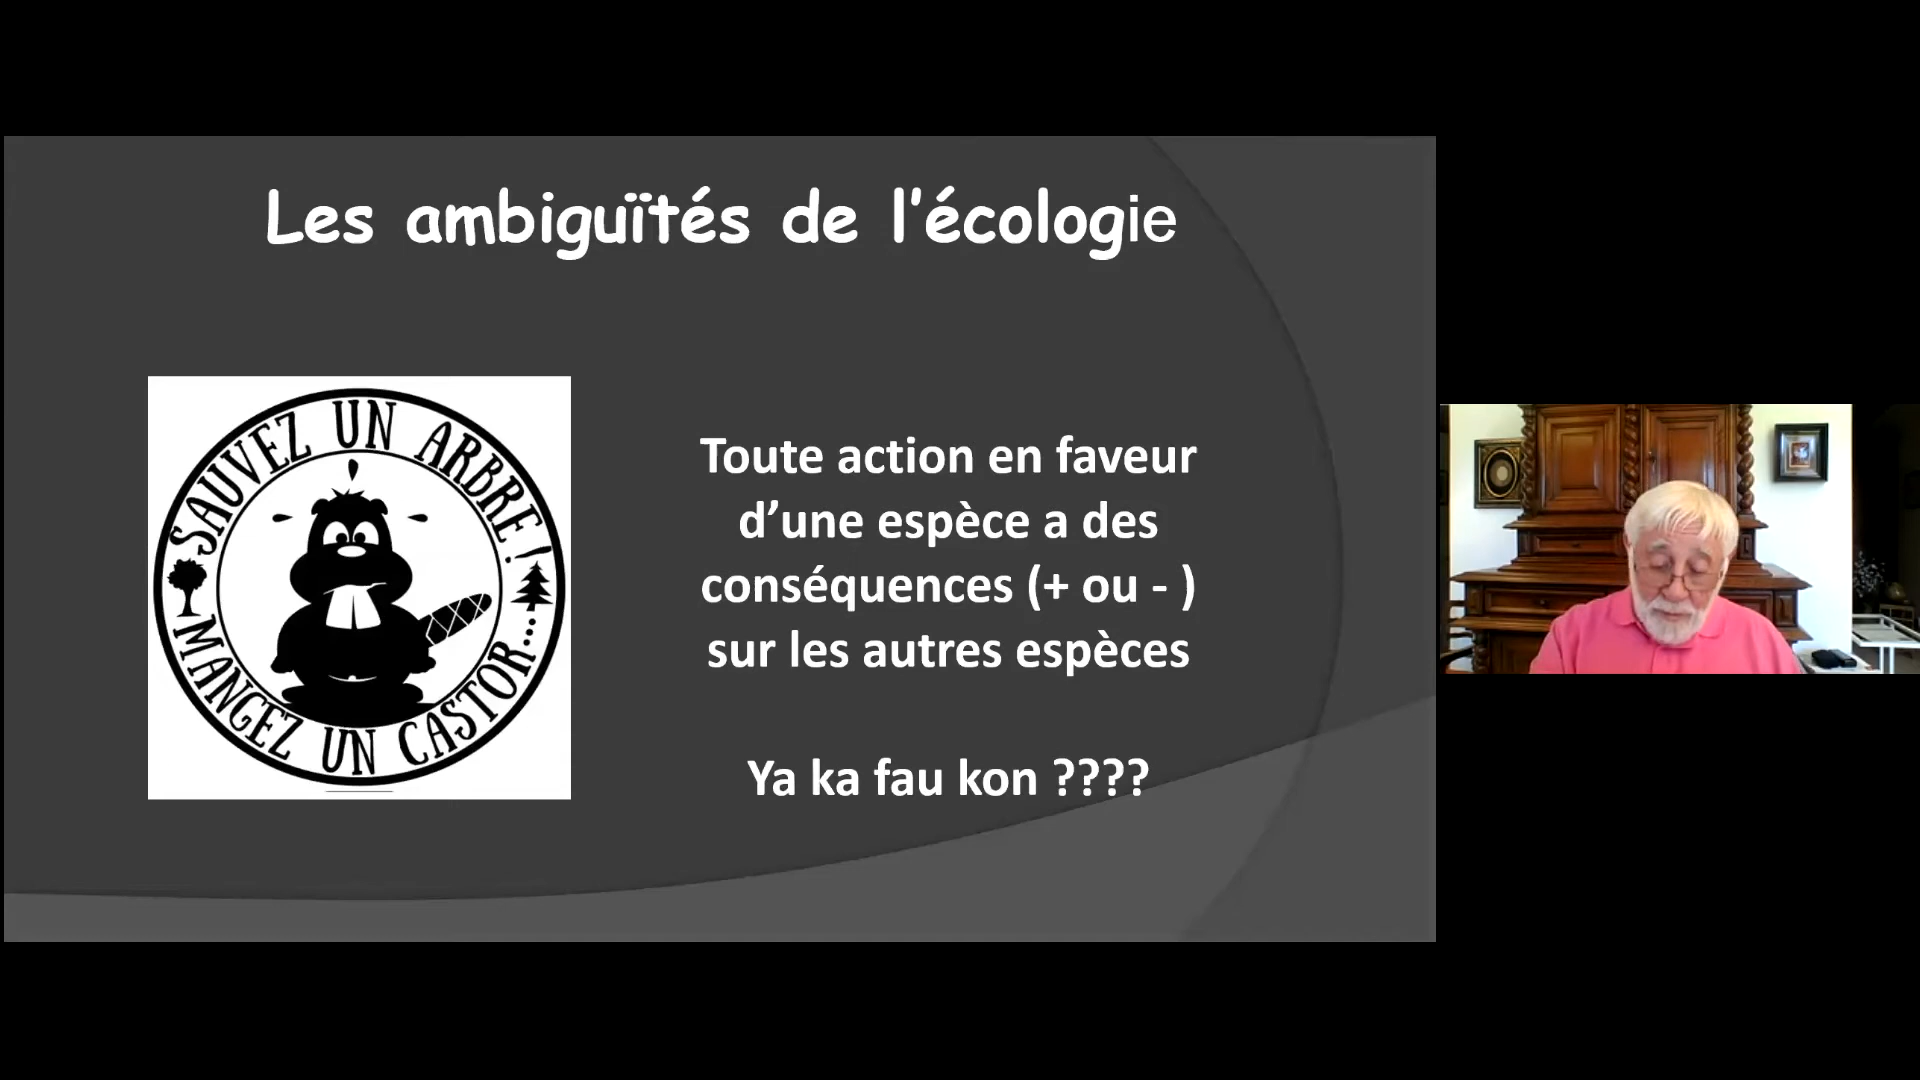 Les ambiguïtés de l'écologie
SAUVEZ UN ARBRE !
MANGEZ UN CASTOR....
Toute action en faveur
d’une espèce a des
conséquences (+ ou - )
sur les autres espèces
Ya ka fau kon ????